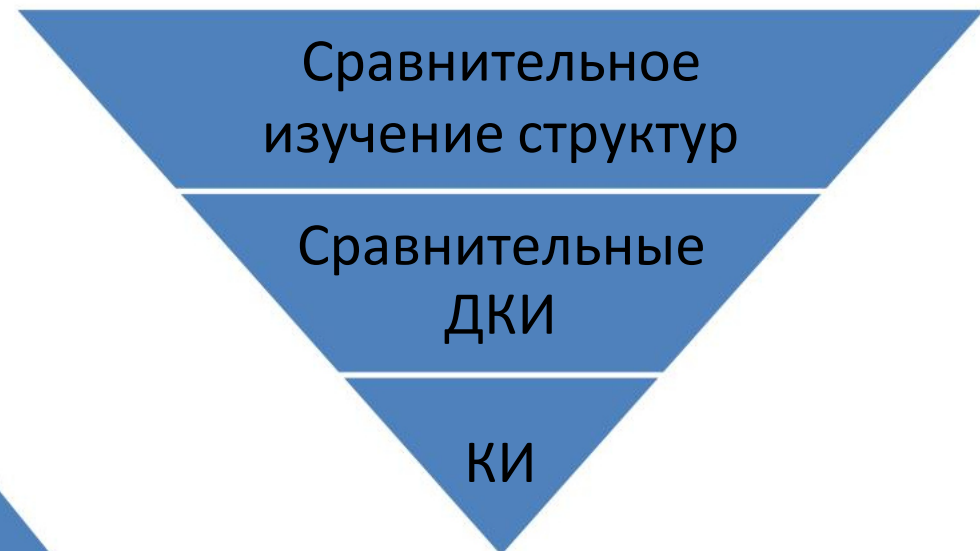 Сравнительное
изучение структур
Сравнительные
ДКИ
КИ